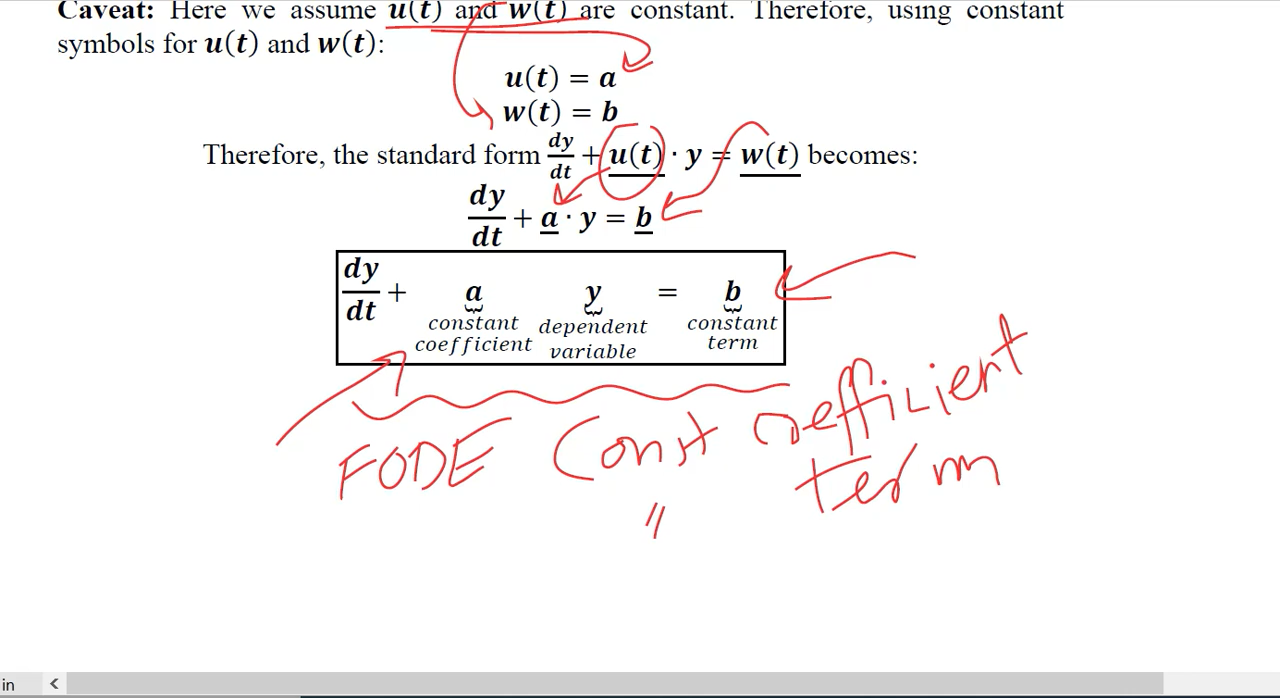 Caveat: Here we assume u(t) and w(t) are constant. Therefore, using constant
symbols for u(t) and w(t):
u(t) = a
w(t) = b
Therefore, the standard form dy/dt + u(t) · y = w(t) becomes:
dy/dt + a · y = b
dy/dt + a y = b
constant coefficient dependent variable constant term
FODE Const coefficient
" term
in